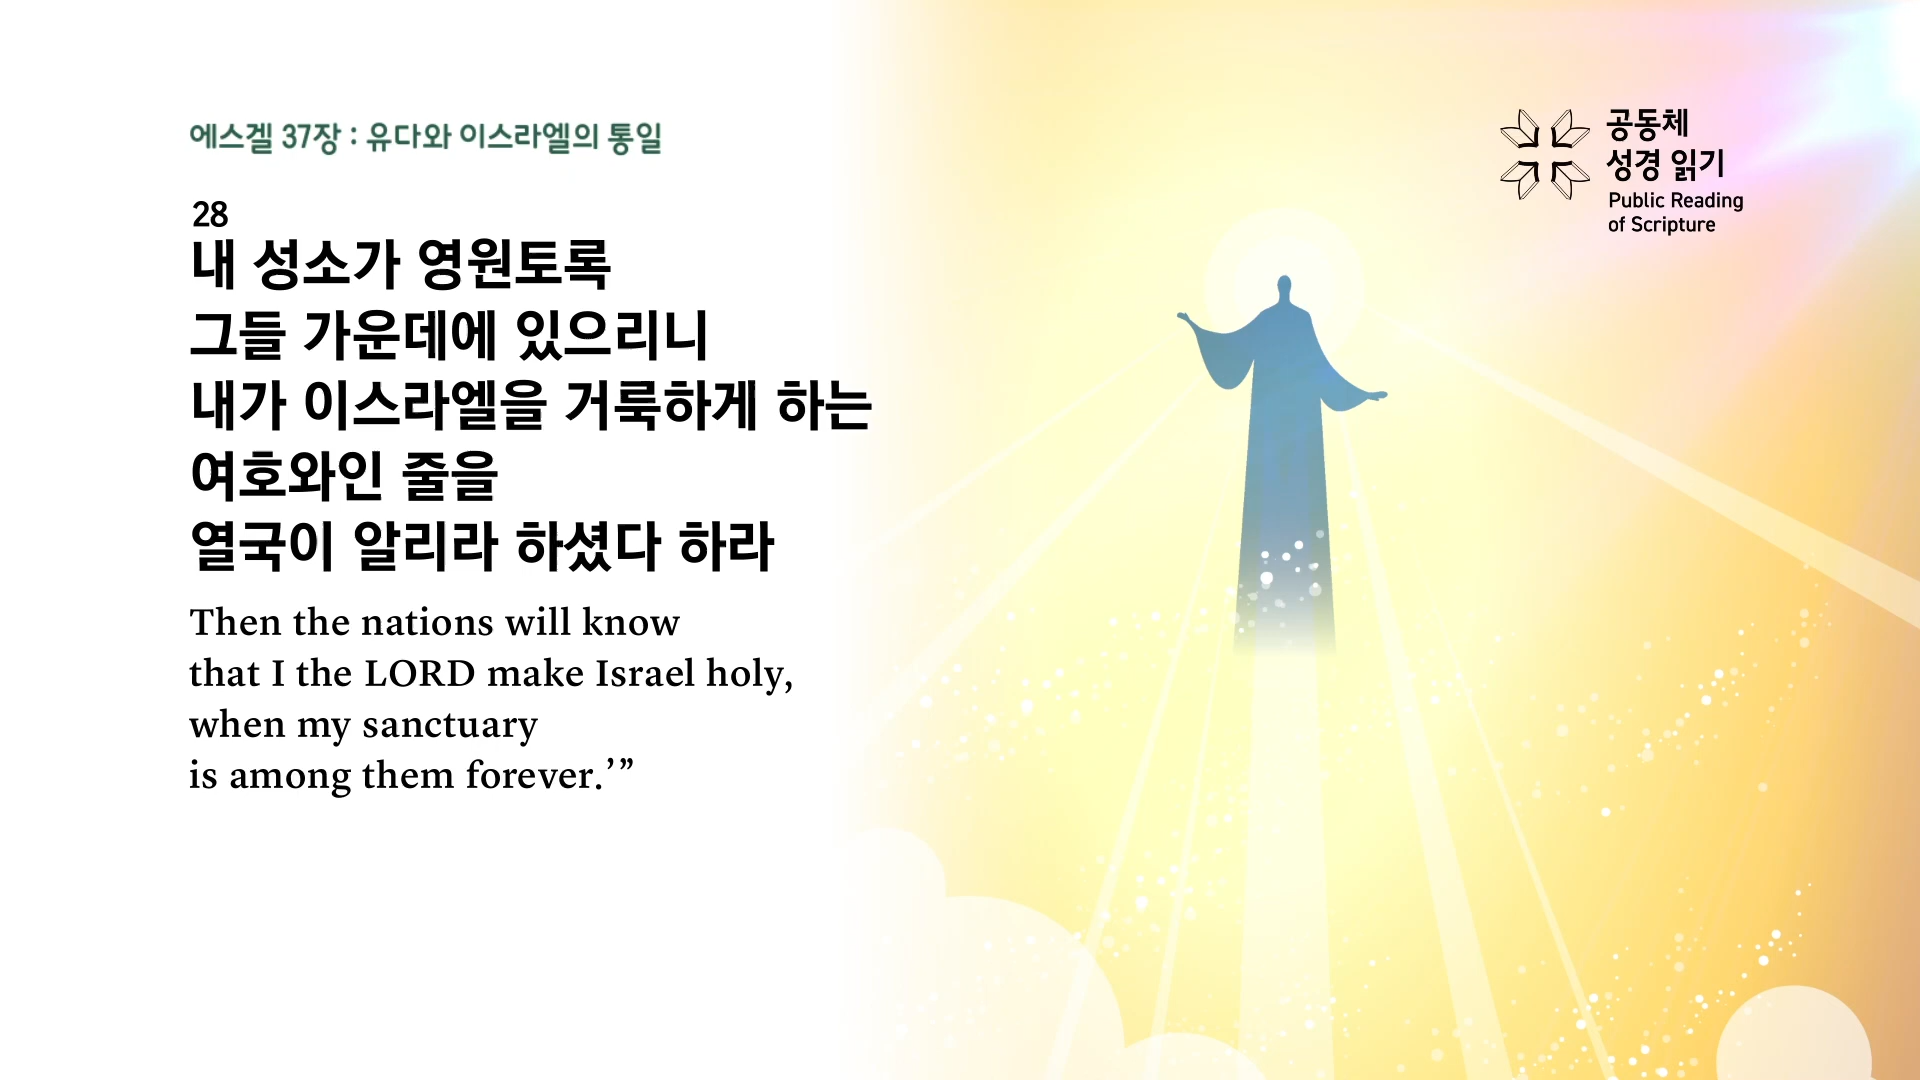 에스겔 37장 : 유다와 이스라엘의 통일
28
내 성소가 영원토록
그들 가운데에 있으리니
내가 이스라엘을 거룩하게 하는
여호와인 줄을
열국이 알리라 하셨다 하라
Then the nations will know
that I the LORD make Israel holy,
when my sanctuary
is among them forever.’”
공동체
성경 읽기
Public Reading
of Scripture